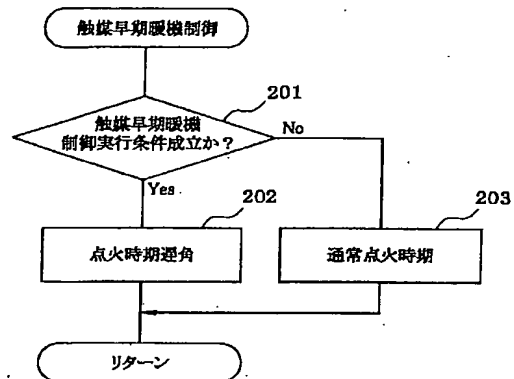 触媒早期暖機制御
201
触媒早期暖機
制御実行条件成立か?
No
Yes
202
203
点火時期遅角
通常点火時期
リターン